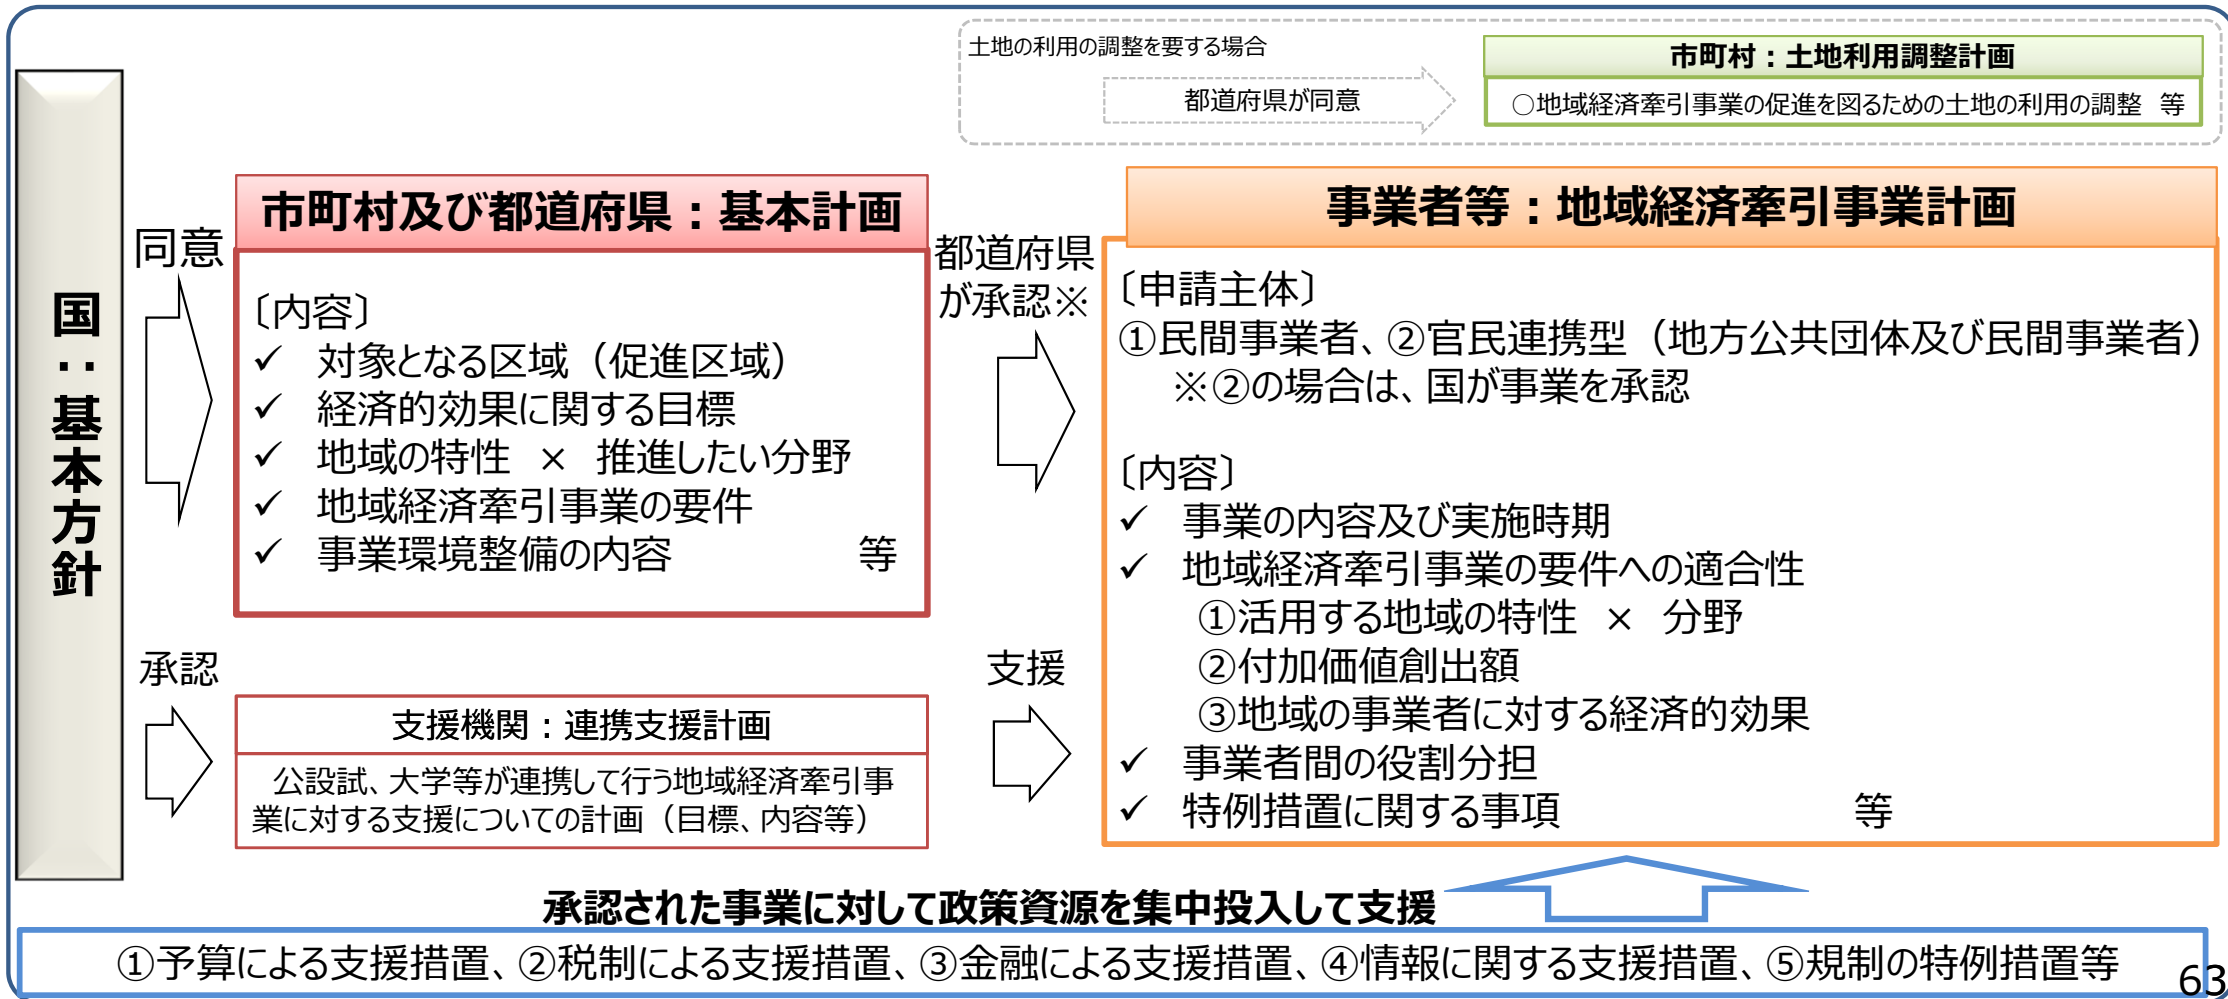 土地の利用の調整を要する場合
都道府県が同意
市町村：土地利用調整計画
○地域経済牽引事業の促進を図るための土地の利用の調整　等
国：基本方針
同意
市町村及び都道府県：基本計画
〔内容〕
✓ 対象となる区域（促進区域）
✓ 経済的効果に関する目標
✓ 地域の特性 × 推進したい分野
✓ 地域経済牽引事業の要件
✓ 事業環境整備の内容　等
都道府県
が承認※
事業者等：地域経済牽引事業計画
〔申請主体〕
①民間事業者、②官民連携型（地方公共団体及び民間事業者）
※②の場合は、国が事業を承認
〔内容〕
✓ 事業の内容及び実施時期
✓ 地域経済牽引事業の要件への適合性
①活用する地域の特性 × 分野
②付加価値創出額
③地域の事業者に対する経済的効果
✓ 事業者間の役割分担
✓ 特例措置に関する事項　等
承認
支援機関：連携支援計画
公設試、大学等が連携して行う地域経済牽引事
業に対する支援についての計画（目標、内容等）
支援
承認された事業に対して政策資源を集中投入して支援
①予算による支援措置、②税制による支援措置、③金融による支援措置、④情報に関する支援措置、⑤規制の特例措置等
63